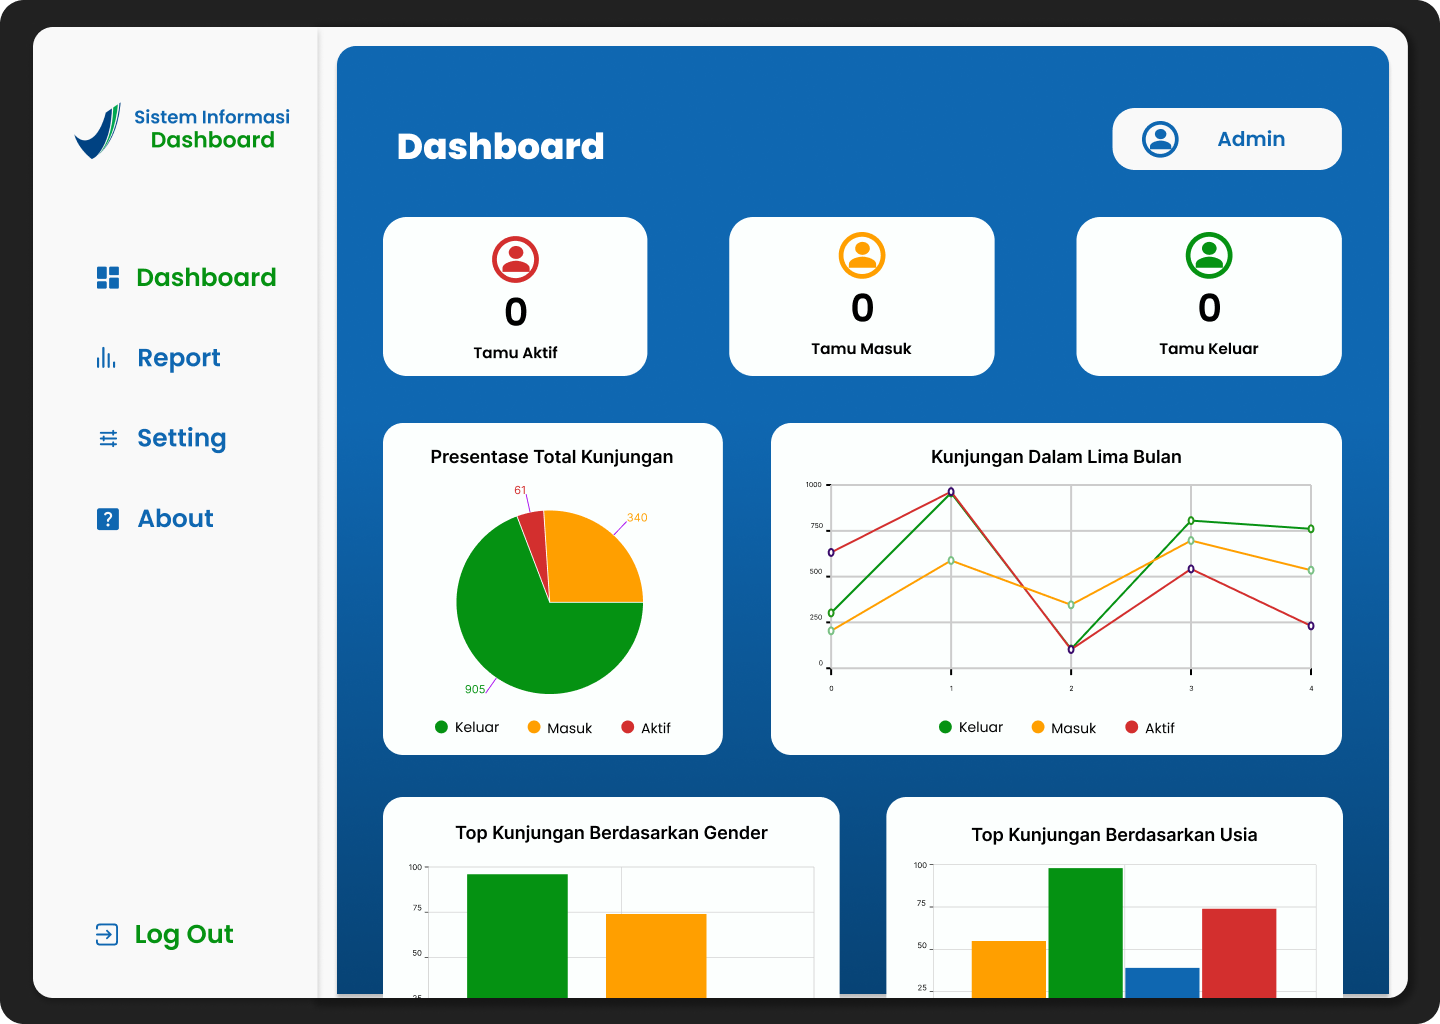 Sistem Informasi
Dashboard
Dashboard
Report
Setting
About
Log Out
Dashboard
Admin
0
Tamu Aktif
0
Tamu Masuk
0
Tamu Keluar
Presentase Total Kunjungan
61
340
905
Keluar Masuk Aktif
Kunjungan Dalam Lima Bulan
1000
750
500
250
0
0 1 2 3 4
Keluar Masuk Aktif
Top Kunjungan Berdasarkan Gender
100
75
50
25
Top Kunjungan Berdasarkan Usia
100
75
50
25